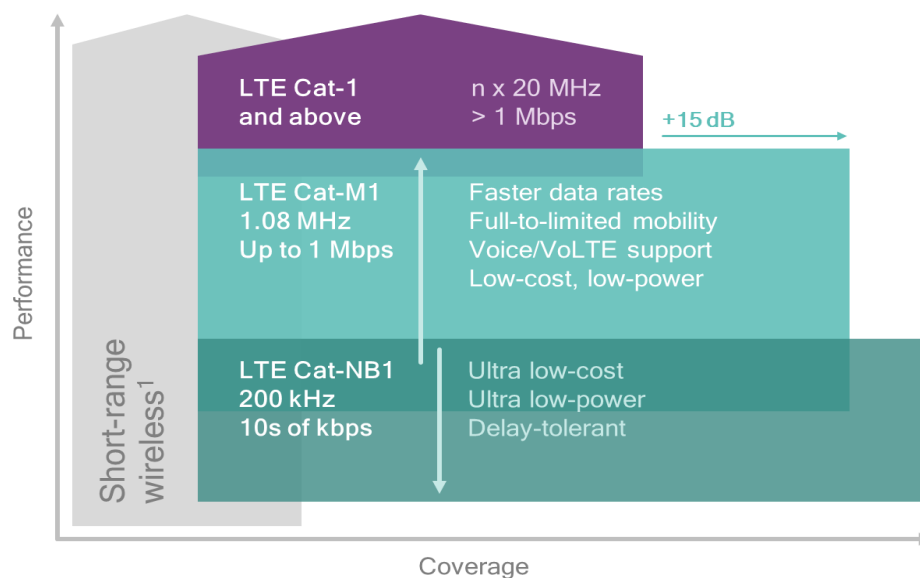 LTE Cat-1
and above
n x 20 MHz
> 1 Mbps
+15 dB
LTE Cat-M1
1.08 MHz
Up to 1 Mbps
Faster data rates
Full-to-limited mobility
Voice/VoLTE support
Low-cost, low-power
LTE Cat-NB1
200 kHz
10s of kbps
Ultra low-cost
Ultra low-power
Delay-tolerant
Short-range
wireless¹
Performance
Coverage